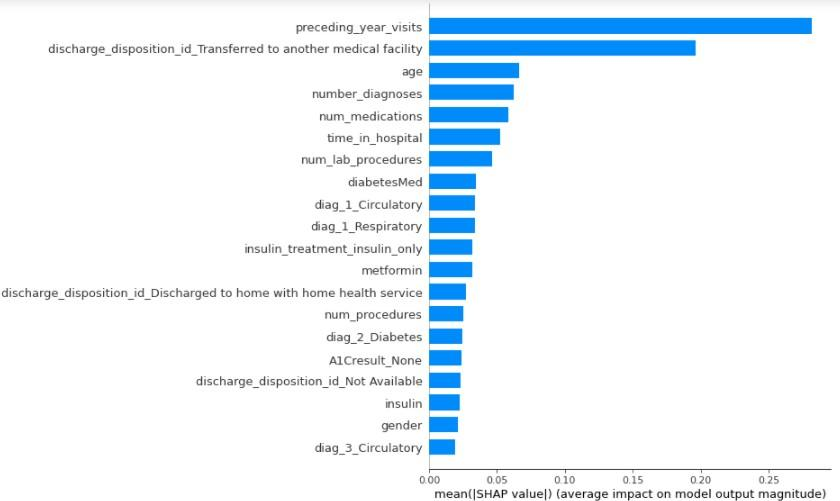 preceding_year_visits
discharge_disposition_id_Transferred to another medical facility
age
number_diagnoses
num_medications
time_in_hospital
num_lab_procedures
diabetesMed
diag_1_Circulatory
diag_1_Respiratory
insulin_treatment_insulin_only
metformin
discharge_disposition_id_Discharged to home with home health service
num_procedures
diag_2_Diabetes
A1Cresult_None
discharge_disposition_id_Not Available
insulin
gender
diag_3_Circulatory
0.00 0.05 0.10 0.15 0.20 0.25
mean(|SHAP value|) (average impact on model output magnitude)